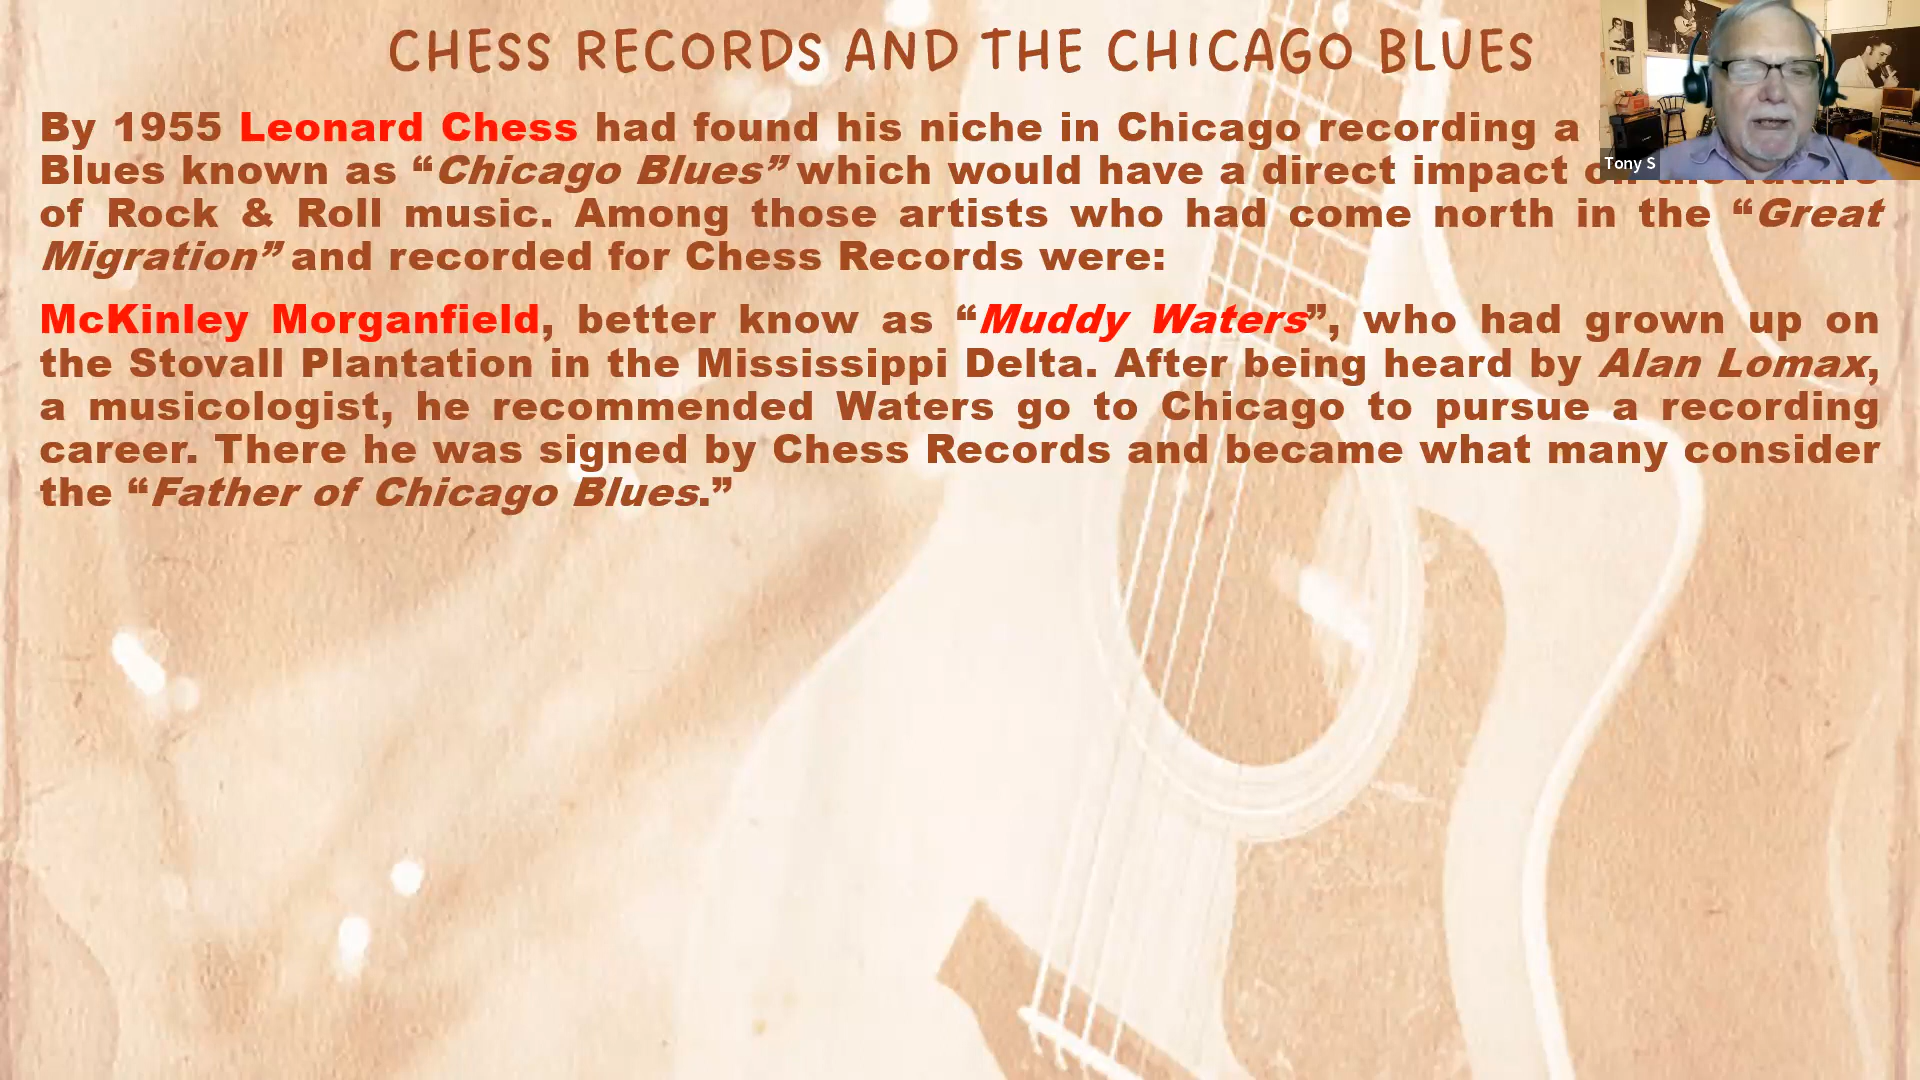 CHESS RECORDS AND THE CHICAGO BLUES
By 1955 Leonard Chess had found his niche in Chicago recording a
Blues known as “Chicago Blues” which would have a direct impact
of Rock & Roll music. Among those artists who had come north in the “Great
Migration” and recorded for Chess Records were:
McKinley Morganfield, better know as “Muddy Waters”, who had grown up on
the Stovall Plantation in the Mississippi Delta. After being heard by Alan Lomax,
a musicologist, he recommended Waters go to Chicago to pursue a recording
career. There he was signed by Chess Records and became what many consider
the “Father of Chicago Blues.”
Tony S